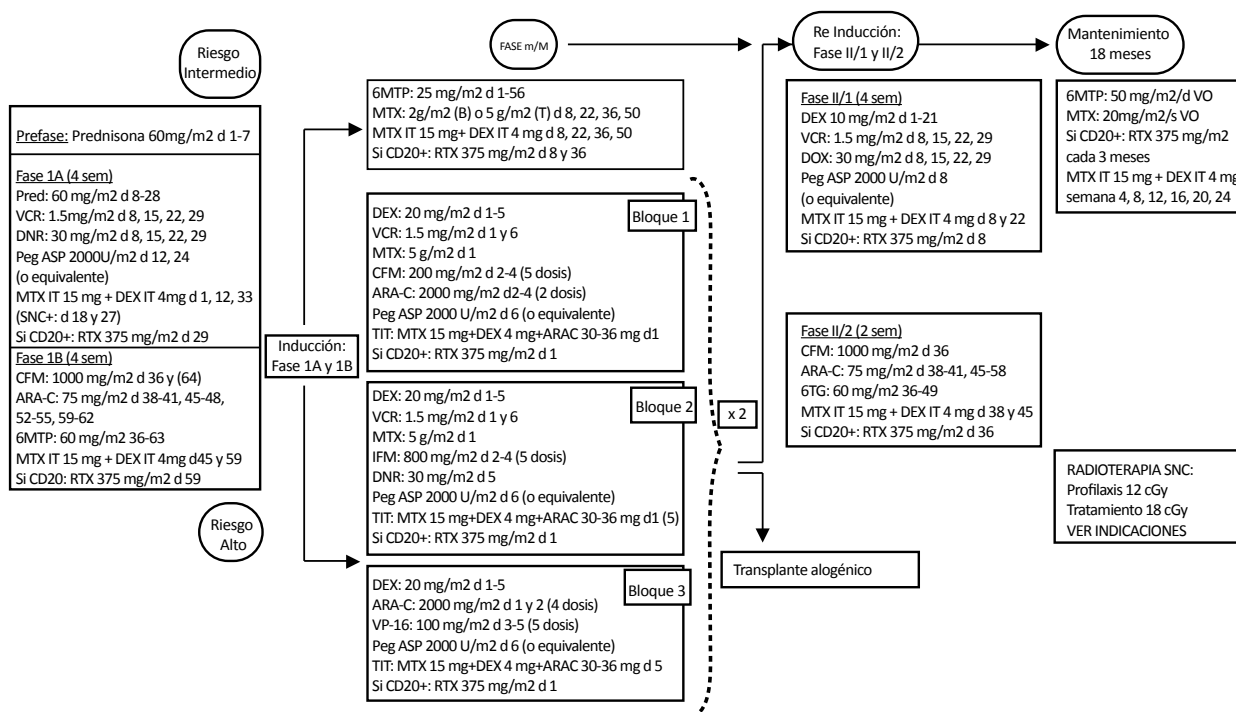 Riesgo
Intermedio
Prefase: Prednisona 60mg/m2 d 1-7
Fase 1A (4 sem)
Pred: 60 mg/m2 d 8-28
VCR: 1.5mg/m2 d 8, 15, 22, 29
DNR: 30 mg/m2 d 8, 15, 22, 29
Peg ASP 2000U/m2 d 12, 24
(o equivalente)
MTX IT 15 mg + DEX IT 4mg d 1, 12, 33
(SNC+: d 18 y 27)
Si CD20+: RTX 375 mg/m2 d 29
Fase 1B (4 sem)
CFM: 1000 mg/m2 d 36 y (64)
ARA-C: 75 mg/m2 d 38-41, 45-48,
52-55, 59-62
6MTP: 60 mg/m2 36-63
MTX IT 15 mg + DEX IT 4mg d45 y 59
Si CD20: RTX 375 mg/m2 d 59
Riesgo
Alto
Inducción:
Fase 1A y 1B
FASE m/M
6MTP: 25 mg/m2 d 1-56
MTX: 2g/m2 (B) o 5 g/m2 (T) d 8, 22, 36, 50
MTX IT 15 mg+ DEX IT 4 mg d 8, 22, 36, 50
Si CD20+: RTX 375 mg/m2 d 8 y 36
Bloque 1
DEX: 20 mg/m2 d 1-5
VCR: 1.5 mg/m2 d 1 y 6
MTX: 5 g/m2 d 1
CFM: 200 mg/m2 d 2-4 (5 dosis)
ARA-C: 2000 mg/m2 d2-4 (2 dosis)
Peg ASP 2000 U/m2 d 6 (o equivalente)
TIT: MTX 15 mg+DEX 4 mg+ARAC 30-36 mg d1
Si CD20+: RTX 375 mg/m2 d 1
Bloque 2
DEX: 20 mg/m2 d 1-5
VCR: 1.5 mg/m2 d 1 y 6
MTX: 5 g/m2 d 1
IFM: 800 mg/m2 d 2-4 (5 dosis)
DNR: 30 mg/m2 d 5
Peg ASP 2000 U/m2 d 6 (o equivalente)
TIT: MTX 15 mg+DEX 4 mg+ARAC 30-36 mg d1 (5)
Si CD20+: RTX 375 mg/m2 d 1
Bloque 3
DEX: 20 mg/m2 d 1-5
ARA-C: 2000 mg/m2 d 1 y 2 (4 dosis)
VP-16: 100 mg/m2 d 3-5 (5 dosis)
Peg ASP 2000 U/m2 d 6 (o equivalente)
TIT: MTX 15 mg+DEX 4 mg+ARAC 30-36 mg d 5
Si CD20+: RTX 375 mg/m2 d 1
x 2
Re Inducción:
Fase II/1 y II/2
Fase II/1 (4 sem)
DEX 10 mg/m2 d 1-21
VCR: 1.5 mg/m2 d 8, 15, 22, 29
DOX: 30 mg/m2 d 8, 15, 22, 29
Peg ASP 2000 U/m2 d 8
(o equivalente)
MTX IT 15 mg + DEX IT 4 mg d 8 y 22
Si CD20+: RTX 375 mg/m2 d 8
Fase II/2 (2 sem)
CFM: 1000 mg/m2 d 36
ARA-C: 75 mg/m2 d 38-41, 45-58
6TG: 60 mg/m2 36-49
MTX IT 15 mg + DEX IT 4 mg d 38 y 45
Si CD20+: RTX 375 mg/m2 d 36
Transplante alogénico
Mantenimiento
18 meses
6MTP: 50 mg/m2/d VO
MTX: 20mg/m2/s VO
Si CD20+: RTX 375 mg/m2
cada 3 meses
MTX IT 15 mg + DEX IT 4 mg
semana 4, 8, 12, 16, 20, 24
RADIOTERAPIA SNC:
Profilaxis 12 cGy
Tratamiento 18 cGy
VER INDICACIONES